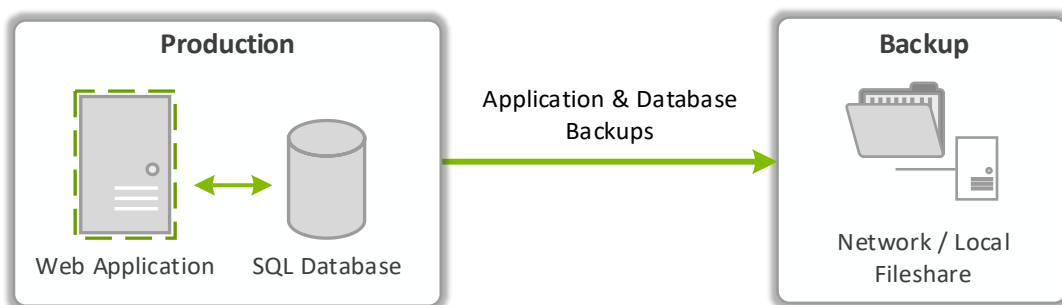 Production
Web Application
SQL Database
Application & Database
Backups
Backup
Network / Local
Fileshare